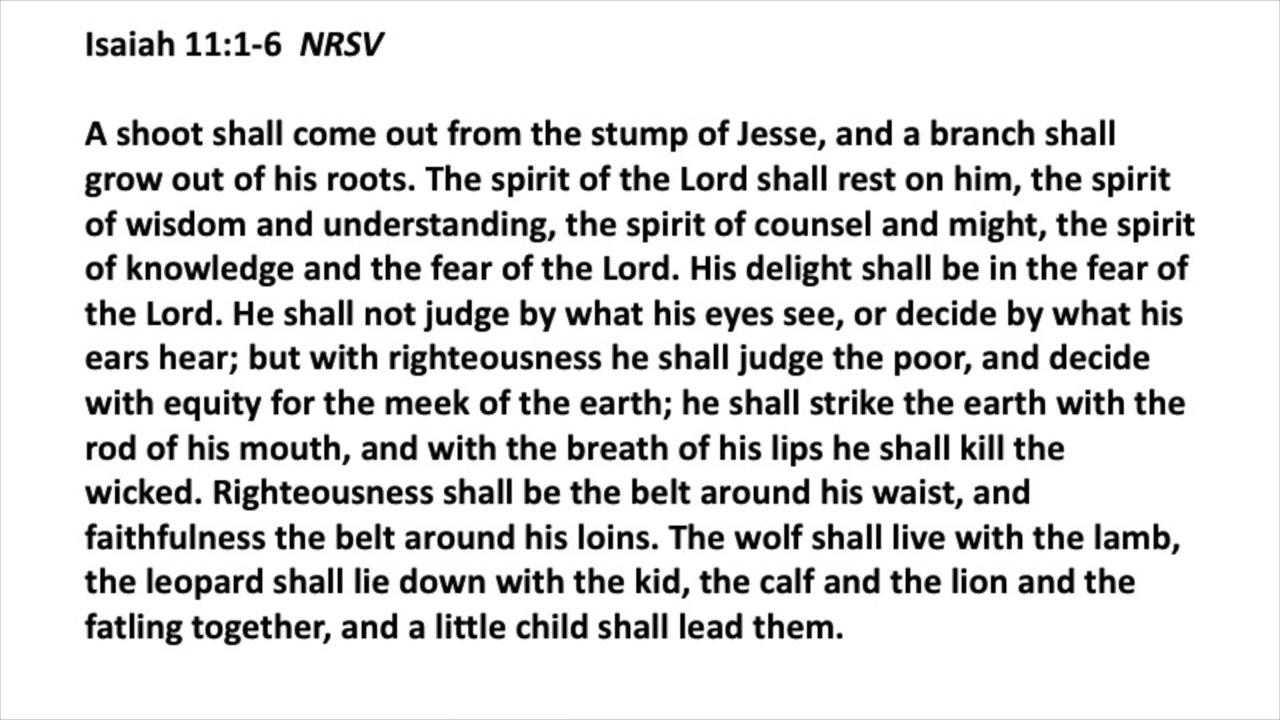 Isaiah 11:1-6 NRSV
A shoot shall come out from the stump of Jesse, and a branch shall
grow out of his roots. The spirit of the Lord shall rest on him, the spirit
of wisdom and understanding, the spirit of counsel and might, the spirit
of knowledge and the fear of the Lord. His delight shall be in the fear of
the Lord. He shall not judge by what his eyes see, or decide by what his
ears hear; but with righteousness he shall judge the poor, and decide
with equity for the meek of the earth; he shall strike the earth with the
rod of his mouth, and with the breath of his lips he shall kill the
wicked. Righteousness shall be the belt around his waist, and
faithfulness the belt around his loins. The wolf shall live with the lamb,
the leopard shall lie down with the kid, the calf and the lion and the
fatling together, and a little child shall lead them.